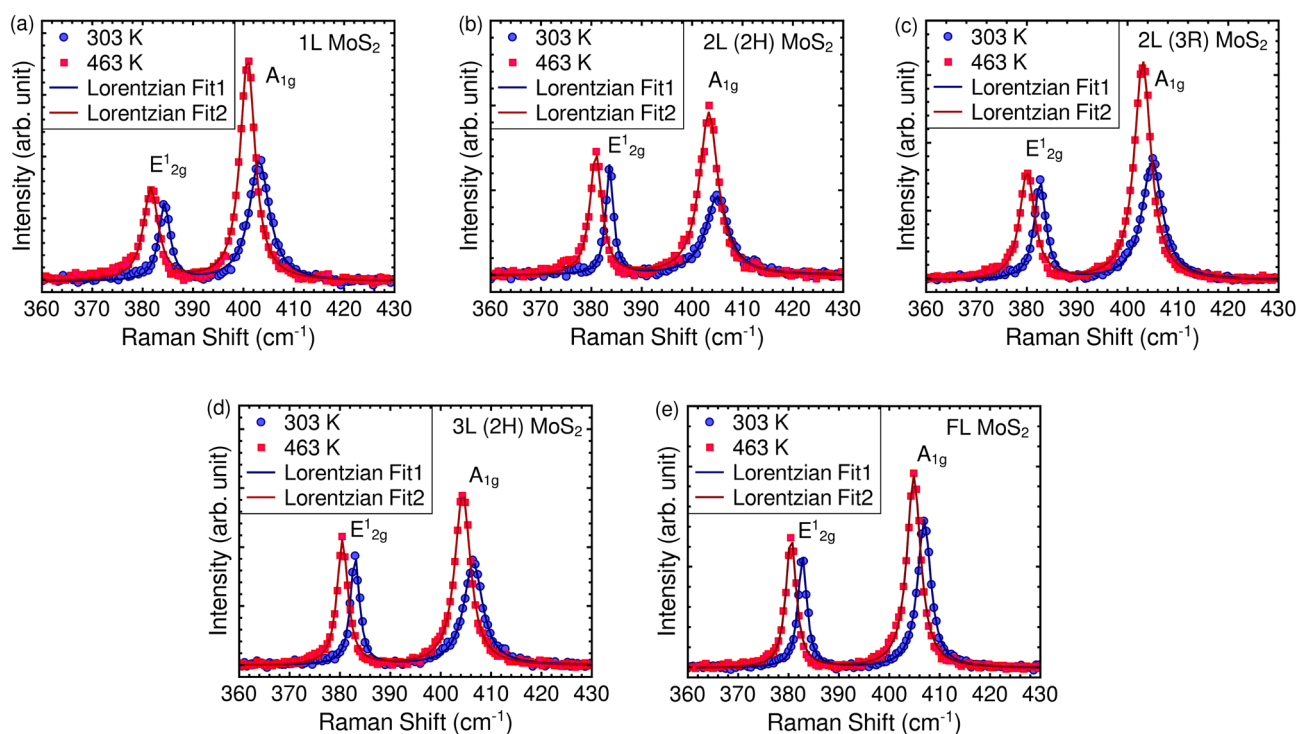 (a)
303 K
463 K
Lorentzian Fit1
Lorentzian Fit2
1L MoS₂
A₁g
E¹₂g
Intensity (arb. unit)
360 370 380 390 400 410 420 430
Raman Shift (cm⁻¹)
(b)
303 K
463 K
Lorentzian Fit1
Lorentzian Fit2
2L (2H) MoS₂
A₁g
E¹₂g
Intensity (arb. unit)
360 370 380 390 400 410 420 430
Raman Shift (cm⁻¹)
(c)
303 K
463 K
Lorentzian Fit1
Lorentzian Fit2
2L (3R) MoS₂
A₁g
E¹₂g
Intensity (arb. unit)
360 370 380 390 400 410 420 430
Raman Shift (cm⁻¹)
(d)
303 K
463 K
Lorentzian Fit1
Lorentzian Fit2
3L (2H) MoS₂
A₁g
E¹₂g
Intensity (arb. unit)
360 370 380 390 400 410 420 430
Raman Shift (cm⁻¹)
(e)
303 K
463 K
Lorentzian Fit1
Lorentzian Fit2
FL MoS₂
A₁g
E¹₂g
Intensity (arb. unit)
360 370 380 390 400 410 420 430
Raman Shift (cm⁻¹)